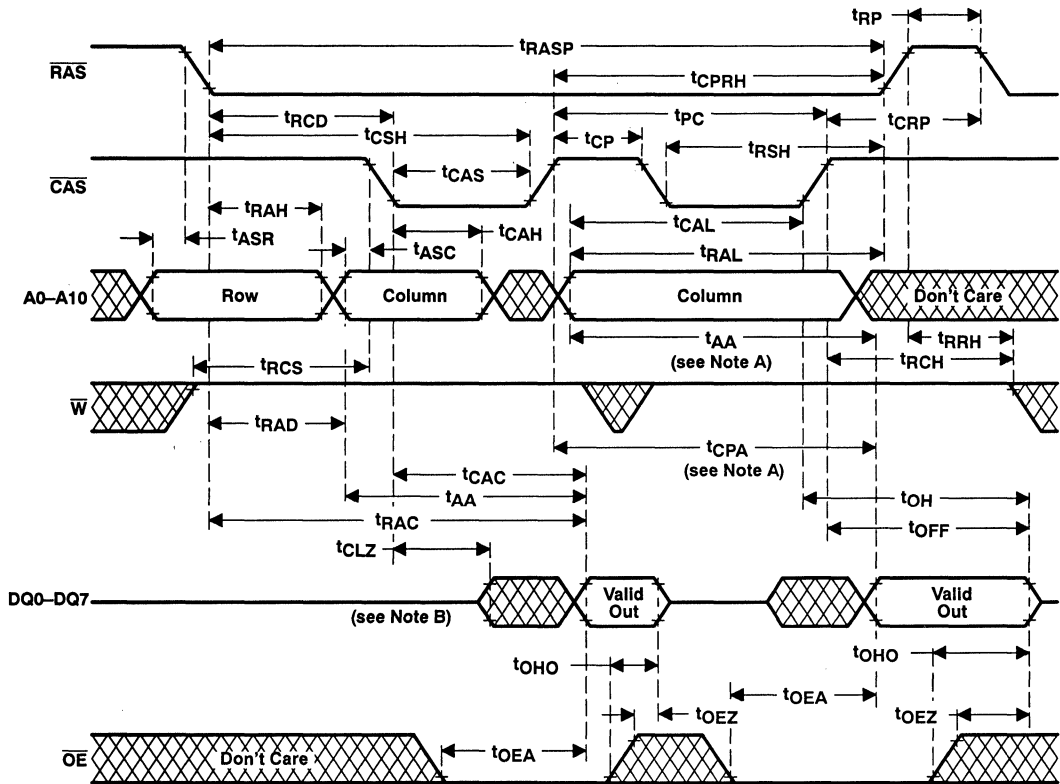 tRP
tRASP
RAS
tCPRH
tRCD
tPC
tCSH
tCP
tCRP
tRSH
CAS
tCAS
tRAH
tCAH
tCAL
tASR
tASC
tRAL
A0–A10
Row
Column
Column
Don't Care
tAA
(see Note A)
tRRH
tRCH
tRCS
W
tRAD
tCPA
(see Note A)
tCAC
tAA
tOH
tRAC
tOFF
tCLZ
DQ0–DQ7
(see Note B)
Valid
Out
Valid
Out
tOHO
tOHO
tOEA
tOEZ
tOEZ
tOEA
OE
Don't Care